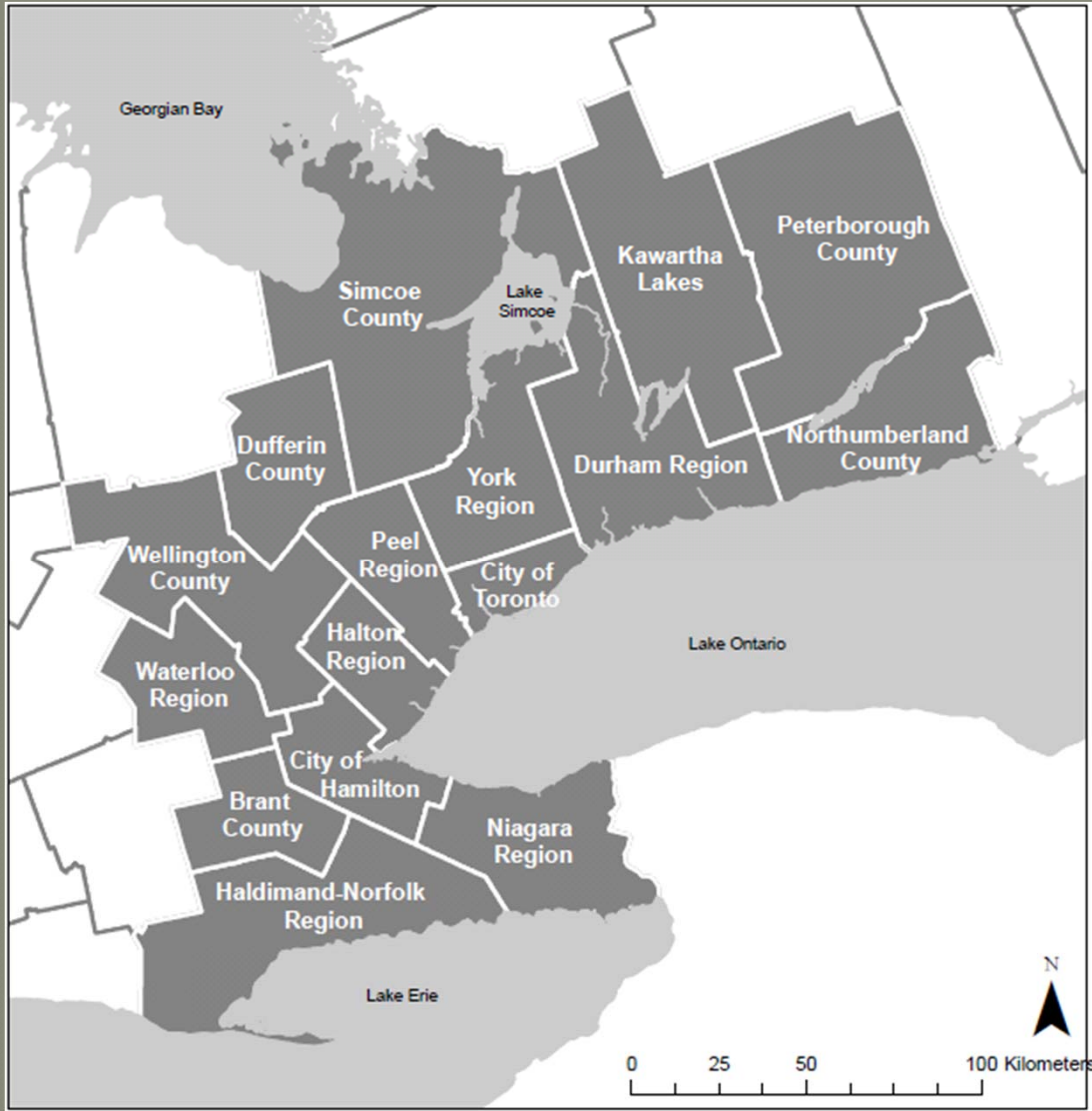 Georgian Bay
Peterborough
County
Kawartha
Lakes
Simcoe
County
Lake
Simcoe
Dufferin
County
Northumberland
County
York
Region
Durham Region
Peel
Region
Wellington
County
City of
Toronto
Halton
Region
Lake Ontario
Waterloo
Region
City of
Hamilton
Brant
County
Niagara
Region
Haldimand-Norfolk
Region
Lake Erie
N
0 25 50 100 Kilometers